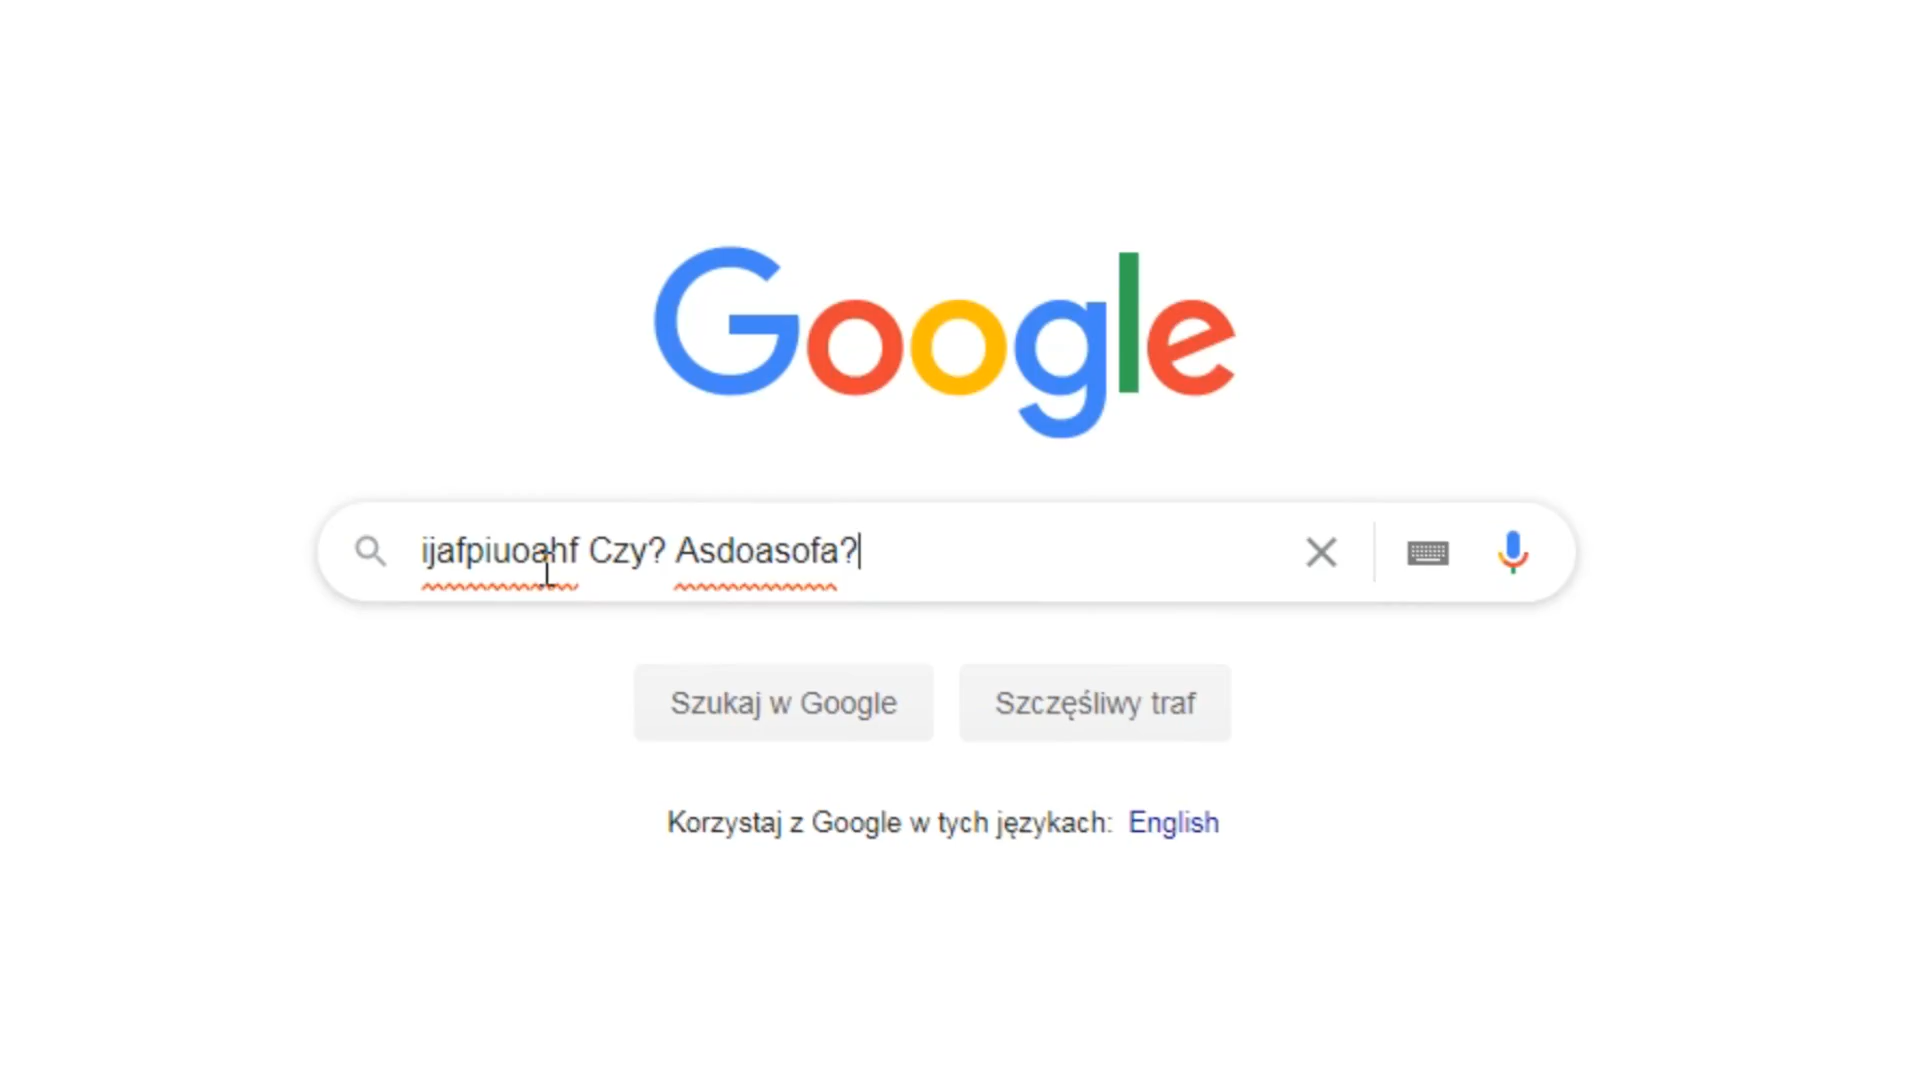 Google
ijafpiuoahf Czy? Asdoasofa?
Szukaj w Google
Szczęśliwy traf
Korzystaj z Google w tych językach: English